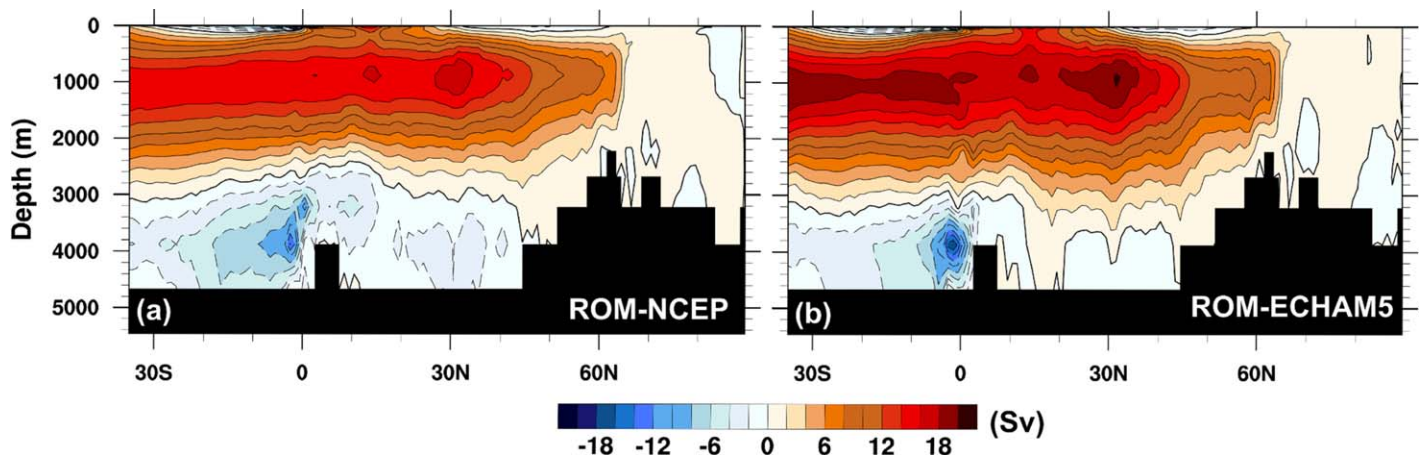 0
1000
2000
3000
4000
5000
Depth (m)
(a)
ROM-NCEP
(b)
ROM-ECHAM5
30S 0 30N 60N
30S 0 30N 60N
-18 -12 -6 0 6 12 18
(Sv)